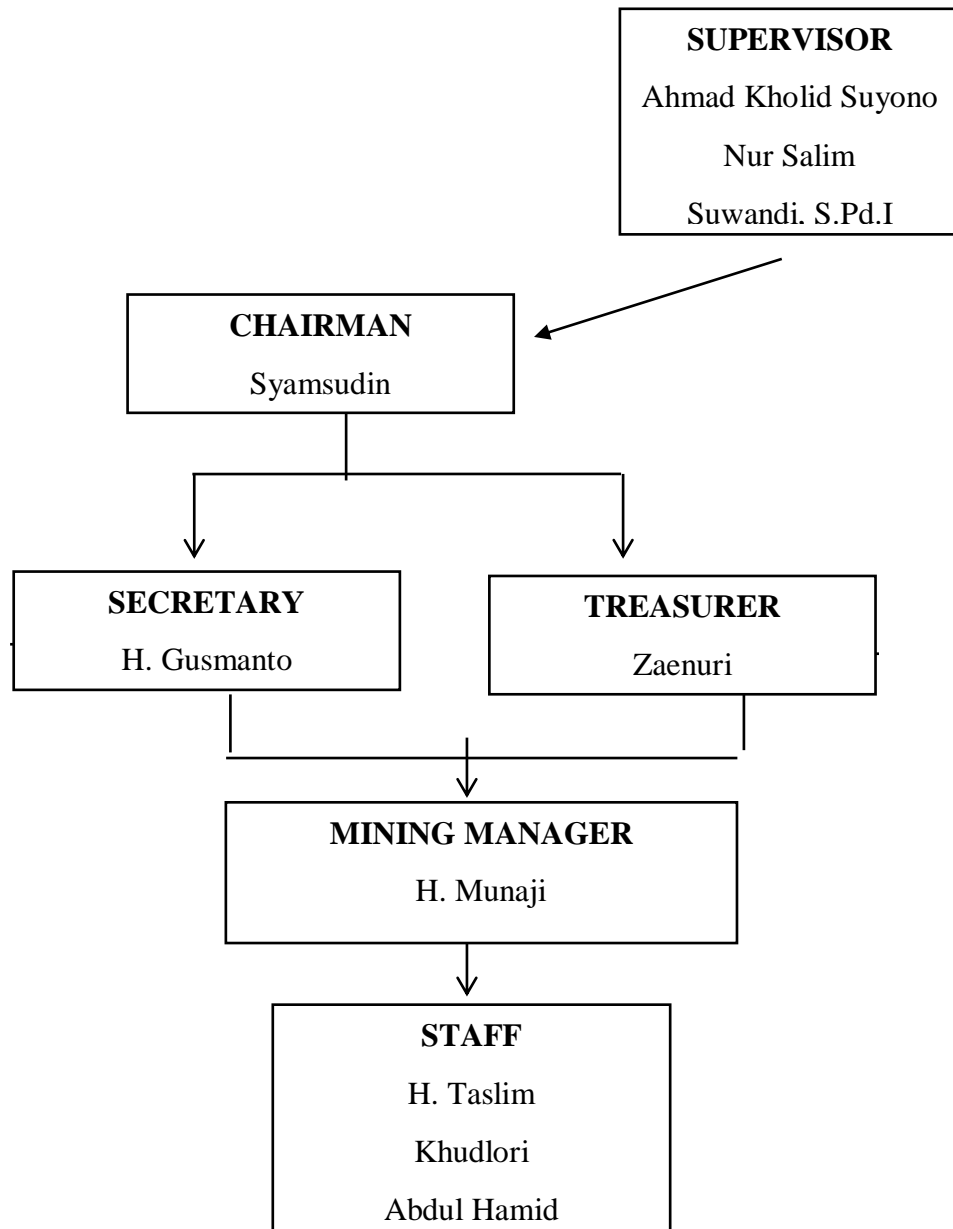 SUPERVISOR
Ahmad Kholid Suyono
Nur Salim
Suwandi, S.Pd.I
CHAIRMAN
Syamsudin
SECRETARY
H. Gusmanto
TREASURER
Zaenuri
MINING MANAGER
H. Munaji
STAFF
H. Taslim
Khudlori
Abdul Hamid